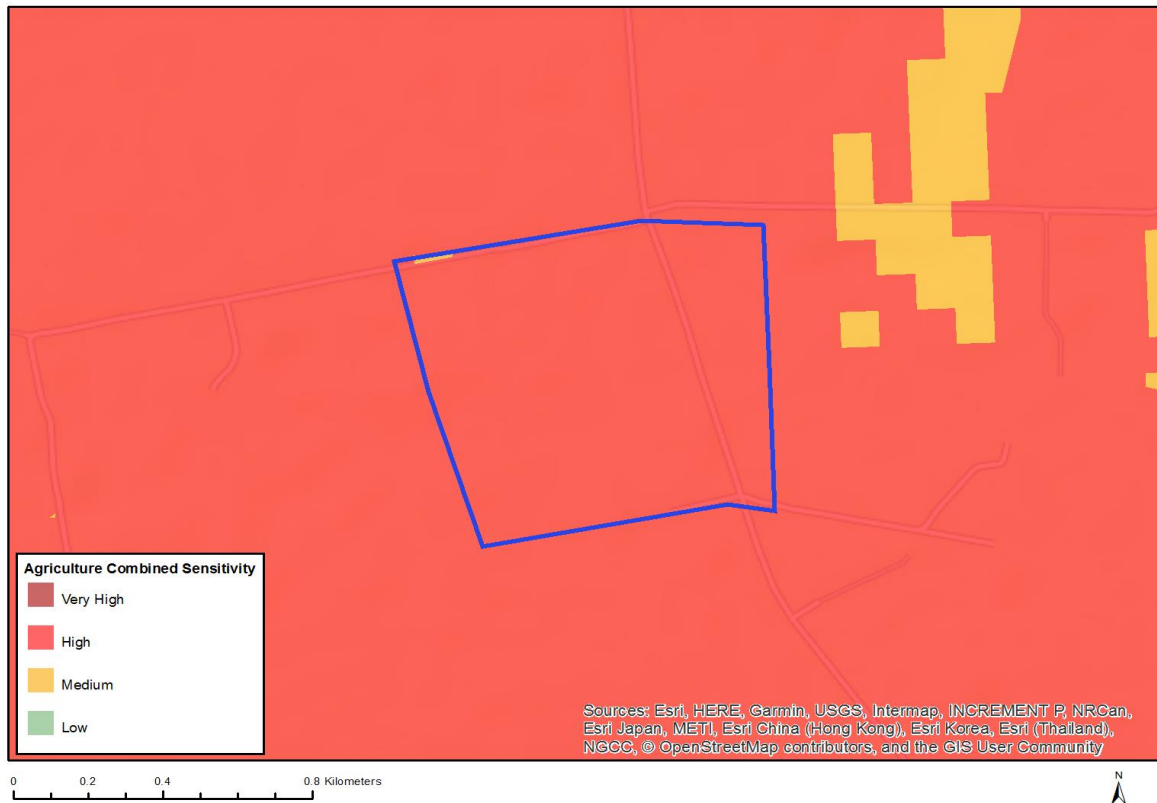 Agriculture Combined Sensitivity
Very High
High
Medium
Low
Sources: Esri, HERE, Garmin, USGS, Intermap, INCREMENT P, NRCan,
Esri Japan, METI, Esri China (Hong Kong), Esri Korea, Esri (Thailand),
NGCC, © OpenStreetMap contributors, and the GIS User Community
0 0.2 0.4 0.8 Kilometers
N